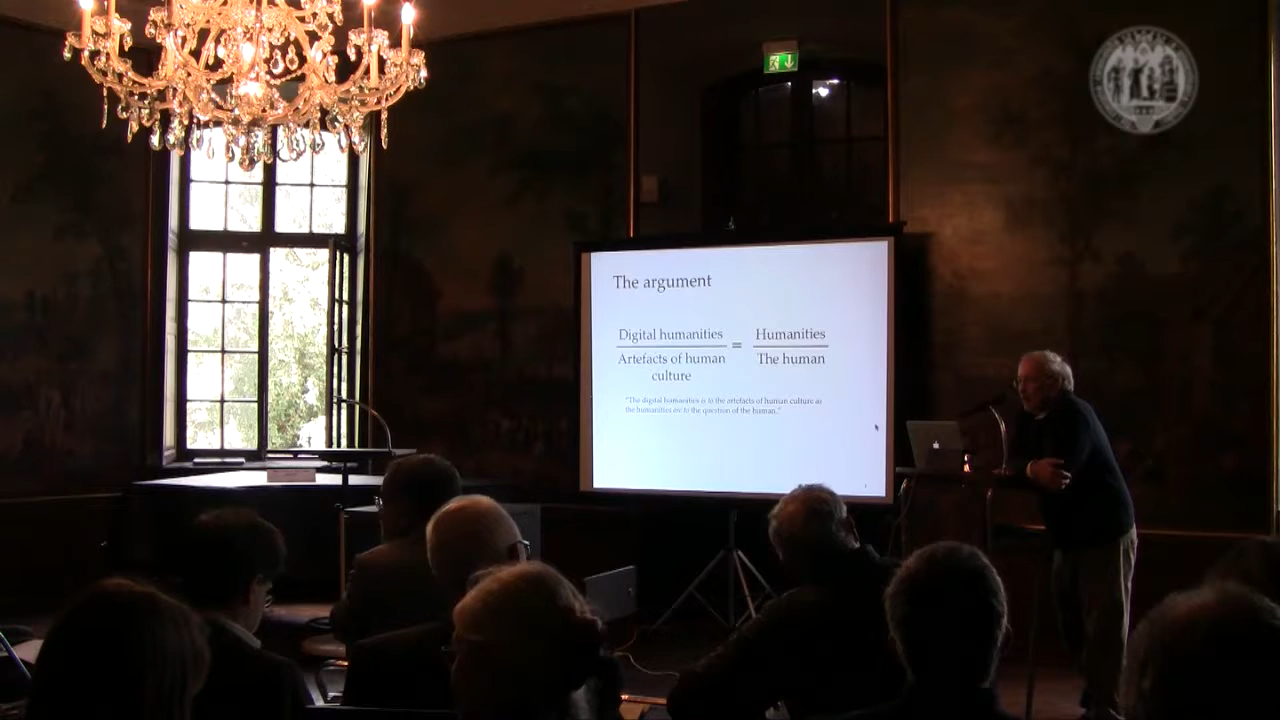 The argument
Digital humanities
Artefacts of human
culture
=
Humanities
The human
"The digital humanities is to the artefacts of human culture as
the humanities are to the question of the human."